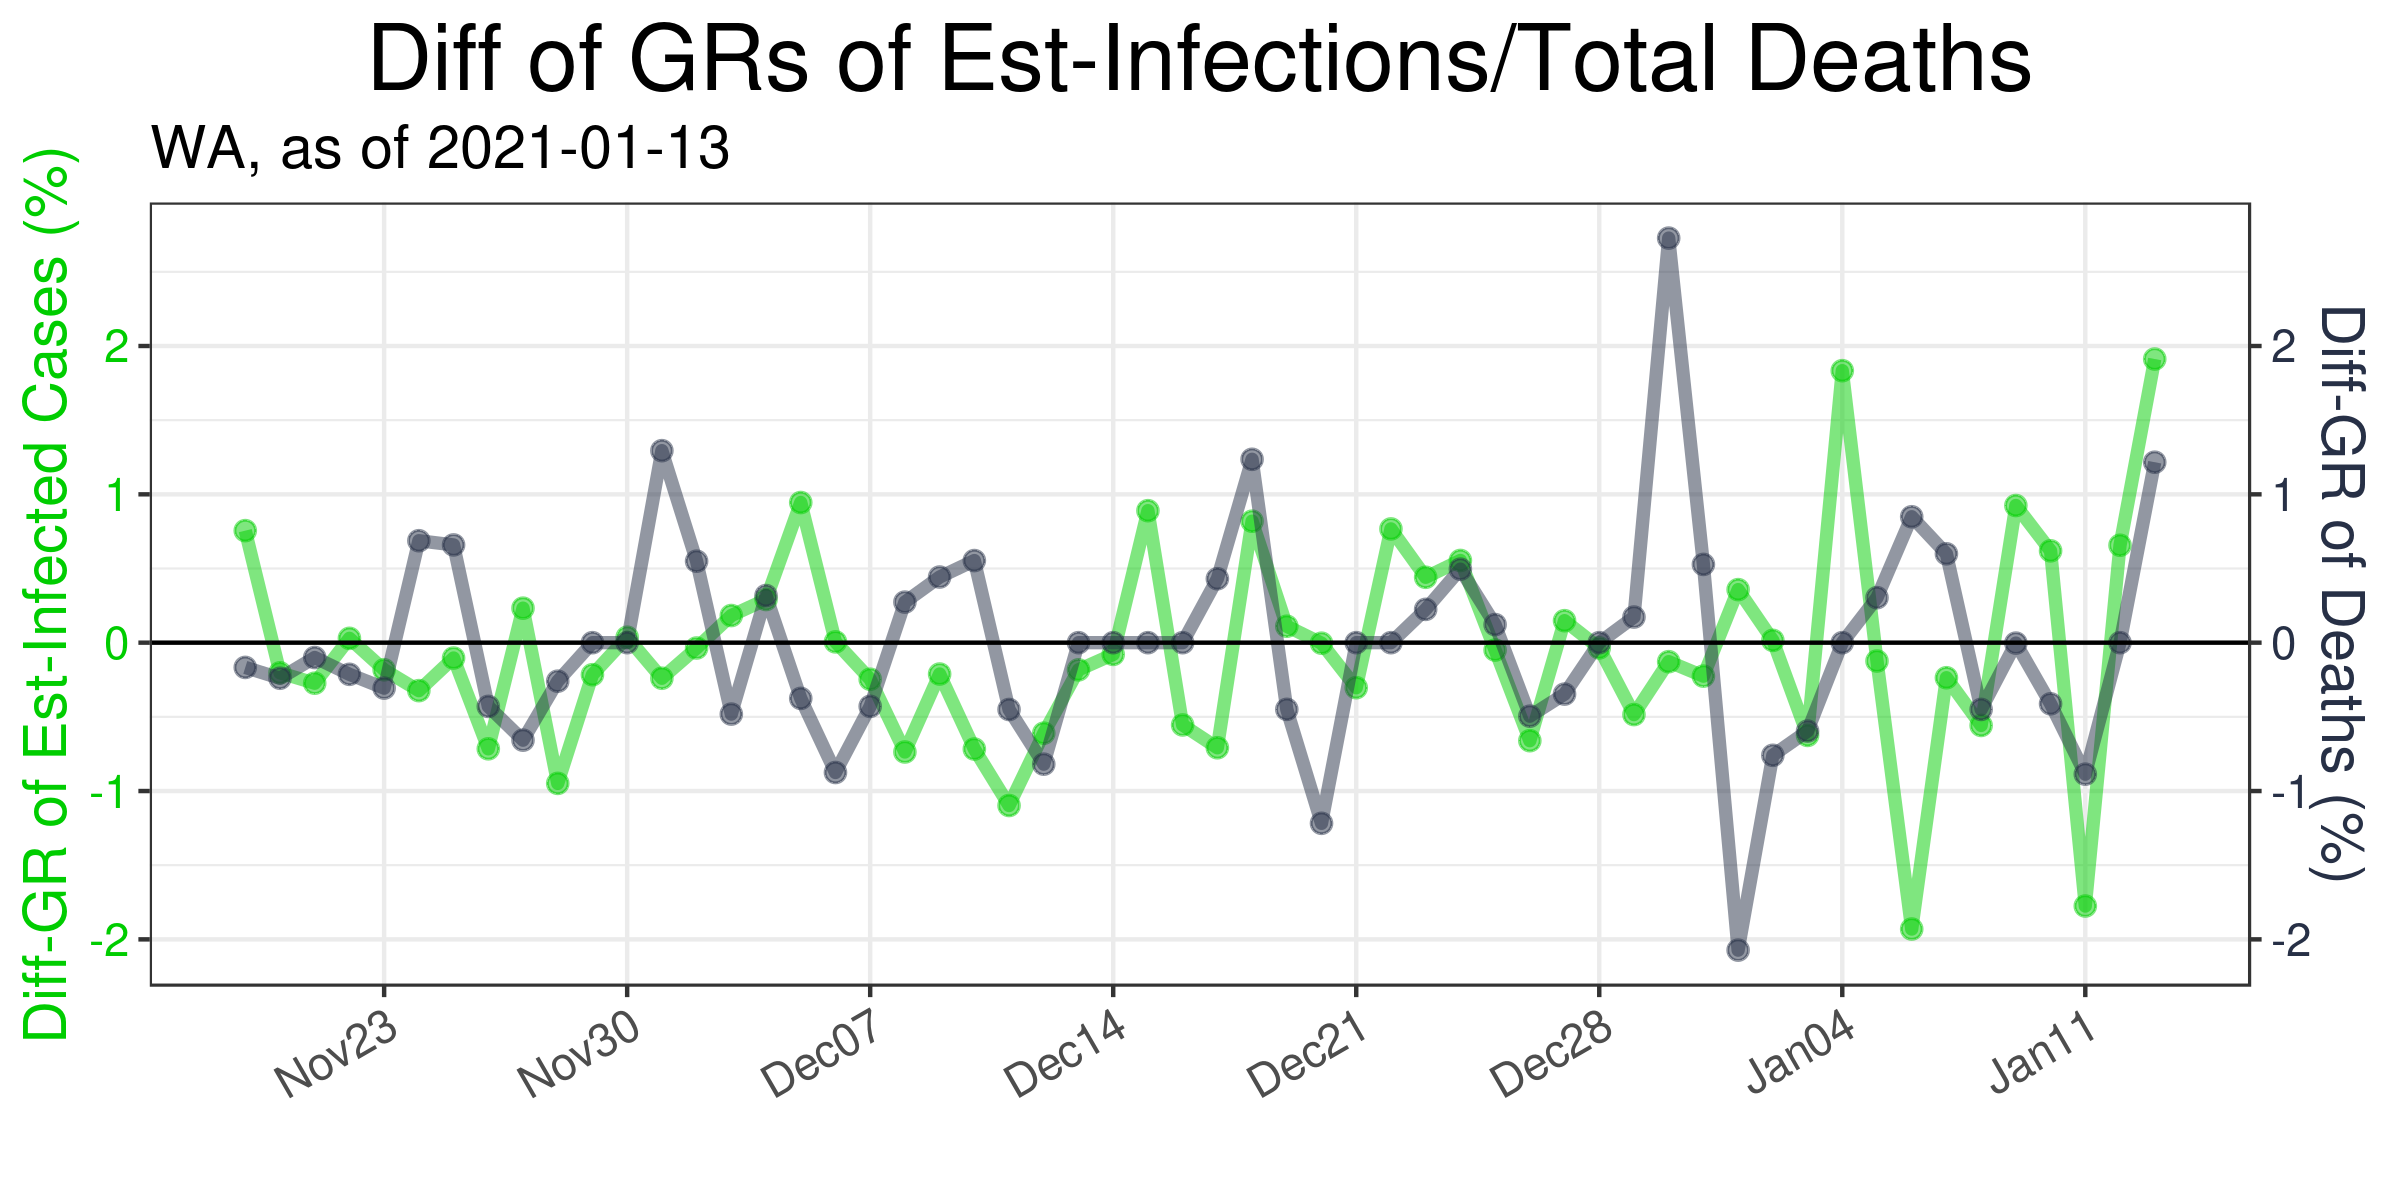 Diff of GRs of Est-Infections/Total Deaths
WA, as of 2021-01-13
Diff-GR of Est-Infected Cases (%)
2
1
0
-1
-2
2
1
0
-1
-2
Diff-GR of Deaths (%)
Nov23
Nov30
Dec07
Dec14
Dec21
Dec28
Jan04
Jan11